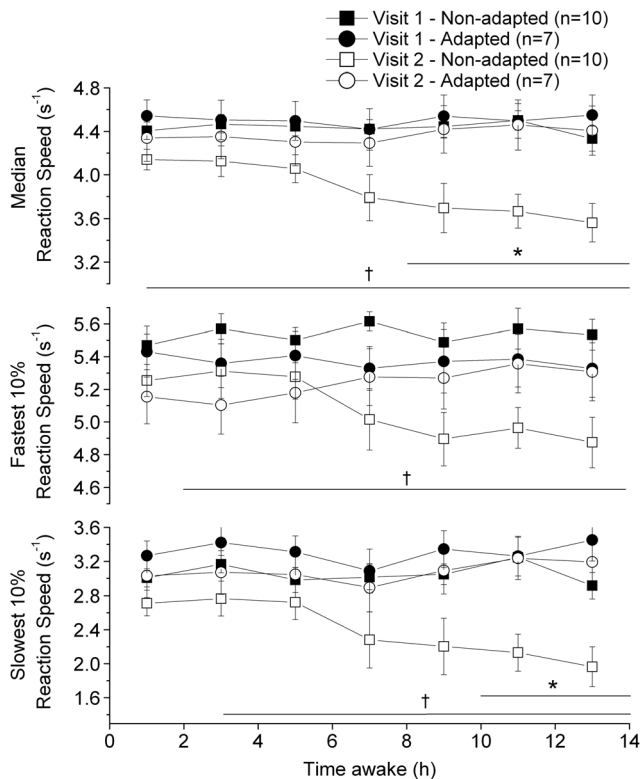 Visit 1 - Non-adapted (n=10)
Visit 1 - Adapted (n=7)
Visit 2 - Non-adapted (n=10)
Visit 2 - Adapted (n=7)
Median
Reaction Speed (s⁻¹)
4.8
4.4
4.0
3.6
3.2
*
†
Fastest 10%
Reaction Speed (s⁻¹)
5.6
5.4
5.2
5.0
4.8
4.6
†
Slowest 10%
Reaction Speed (s⁻¹)
3.6
3.2
2.8
2.4
2.0
1.6
*
†
0 2 4 6 8 10 12 14
Time awake (h)